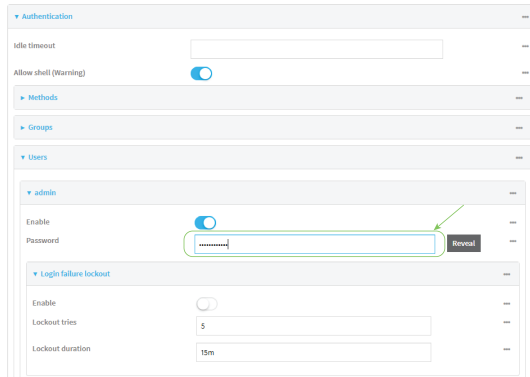 Authentication
Idle timeout
Allow shell (Warning)
Methods
Groups
Users
admin
Enable
Password
•••••••••••• Reveal
Login failure lockout
Enable
Lockout tries 5
Lockout duration 15m